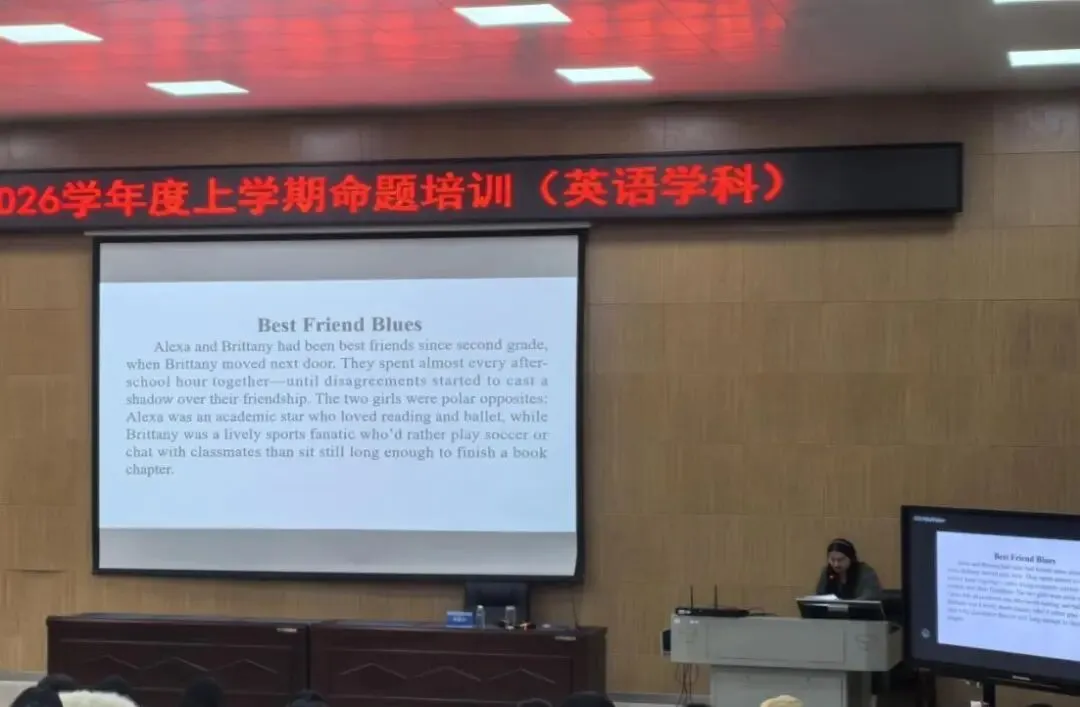 026学年度上学期命题培训（英语学科）
Best Friend Blues
Alexa and Brittany had been best friends since second grade,
when Brittany moved next door. They spent almost every after-
school hour together—until disagreements started to cast a
shadow over their friendship. The two girls were polar opposites:
Alexa was an academic star who loved reading and ballet, while
Brittany was a lively sports fanatic who'd rather play soccer or
chat with classmates than sit still long enough to finish a book
chapter.
Best Friend Blues